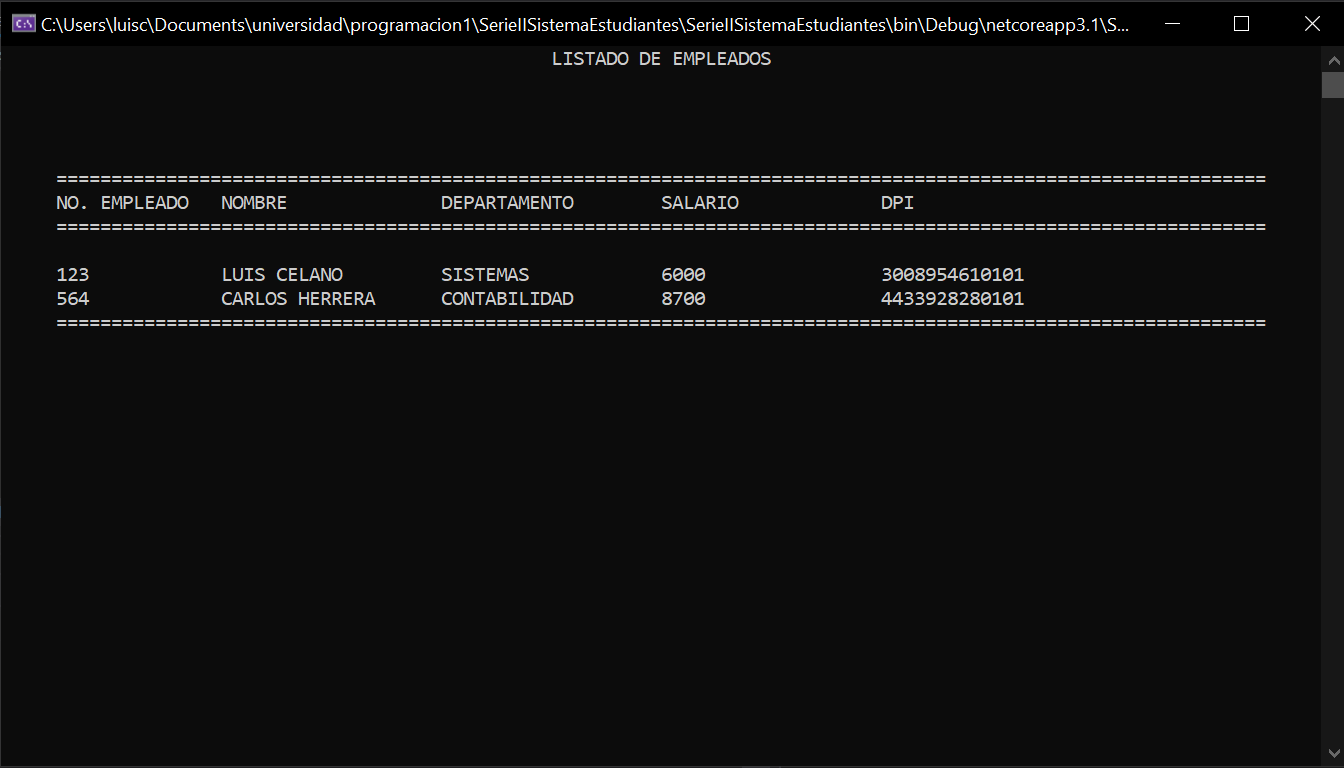 C:\Users\luisc\Documents\universidad\programacion1\SerieIISistemaEstudiantes\SerieIISistemaEstudiantes\bin\Debug\netcoreapp3.1\S...
LISTADO DE EMPLEADOS
==============================================================================================================
NO. EMPLEADO   NOMBRE              DEPARTAMENTO        SALARIO             DPI
==============================================================================================================
123            LUIS CELANO         SISTEMAS            6000                3008954610101
564            CARLOS HERRERA      CONTABILIDAD        8700                4433928280101
==============================================================================================================